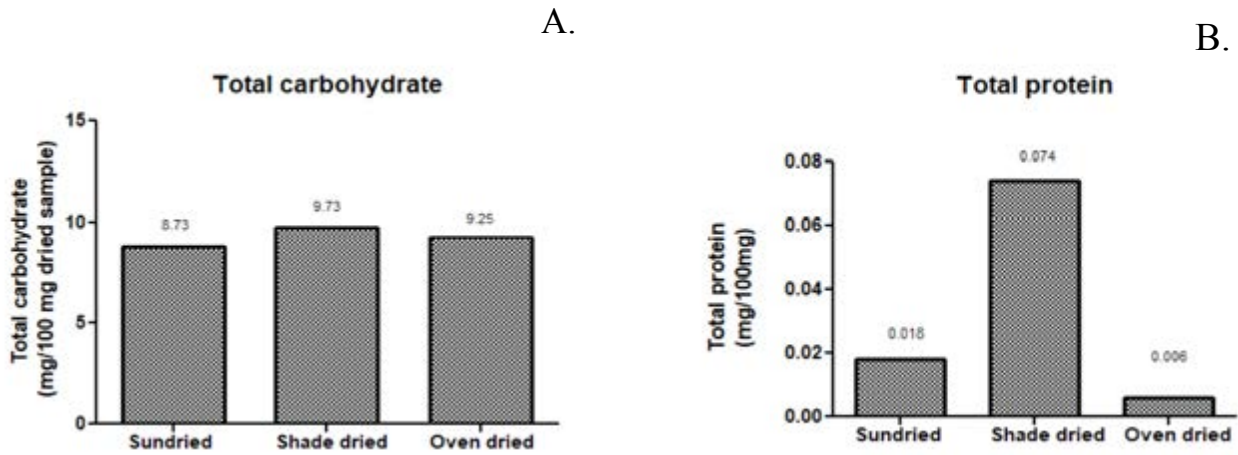 A.
Total carbohydrate
Total carbohydrate
(mg/100 mg dried sample)
15
10
5
0
8.73
9.73
9.25
Sundried
Shade dried
Oven dried
B.
Total protein
Total protein
(mg/100mg)
0.08
0.06
0.04
0.02
0.00
0.018
0.074
0.006
Sundried
Shade dried
Oven dried